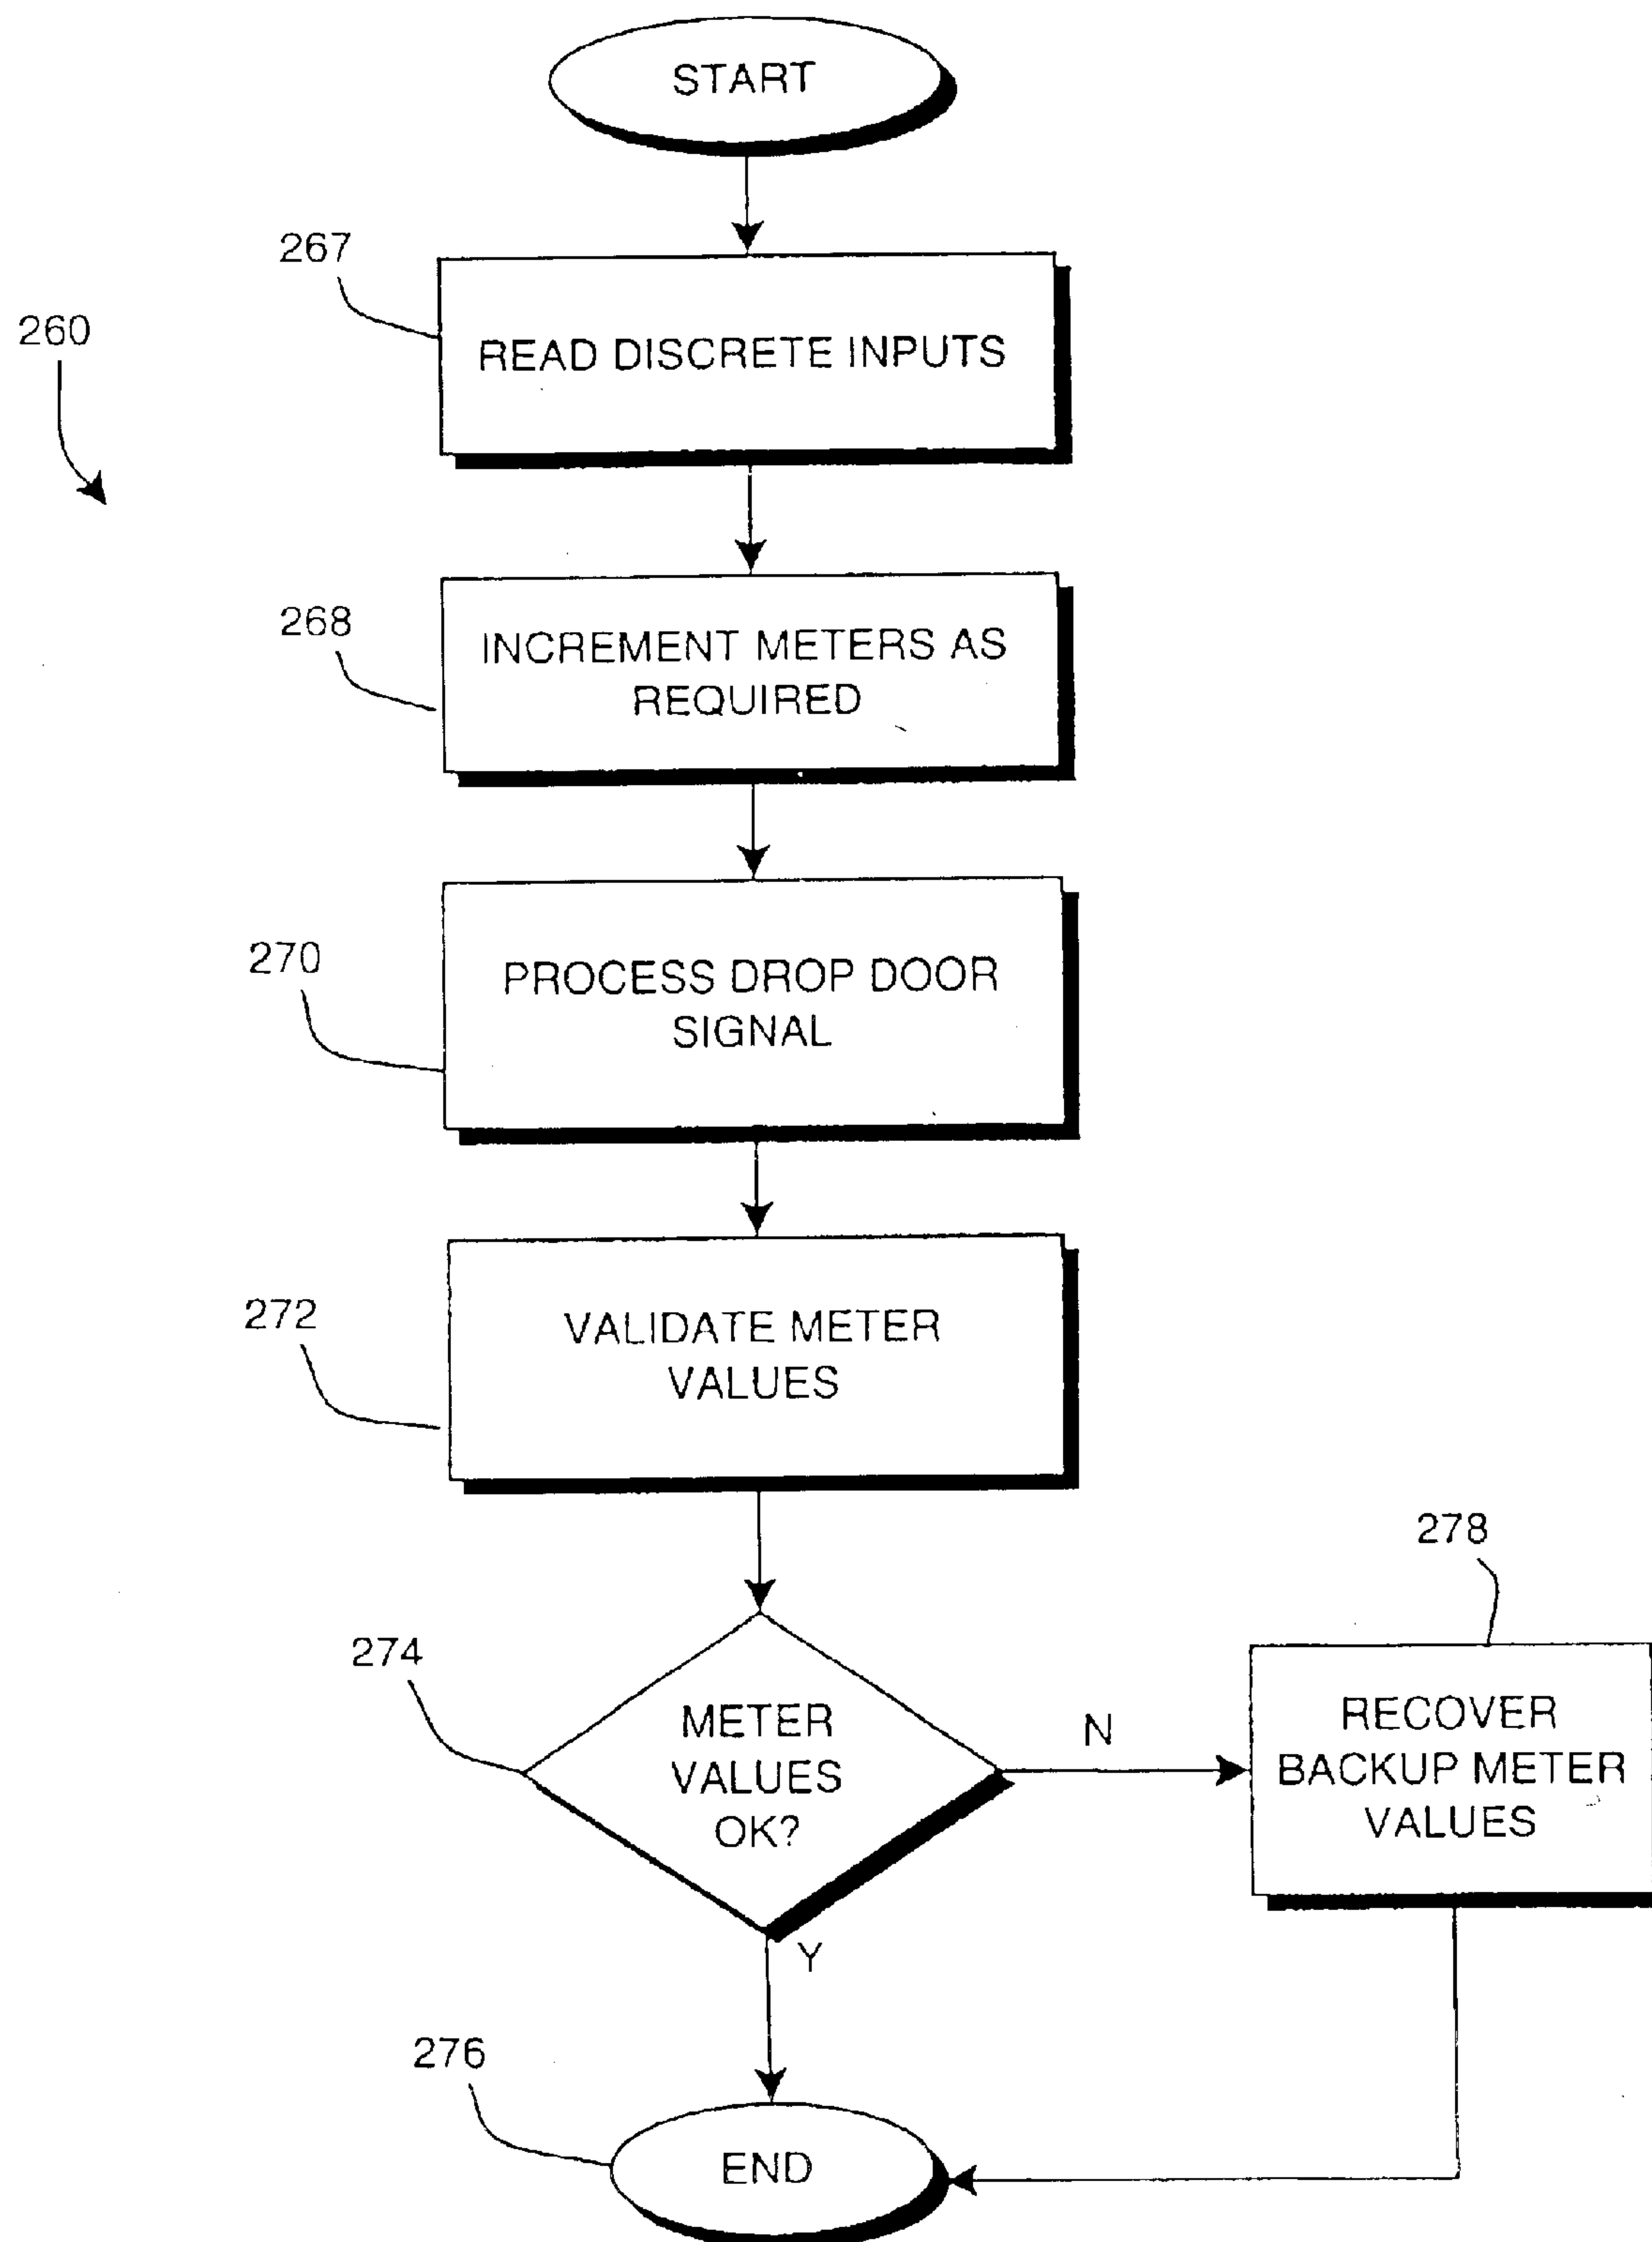 START
267
260
READ DISCRETE INPUTS
268
INCREMENT METERS AS
REQUIRED
270
PROCESS DROP DOOR
SIGNAL
272
VALIDATE METER
VALUES
278
274
METER
VALUES
OK?
N
RECOVER
BACKUP METER
VALUES
Y
276
END